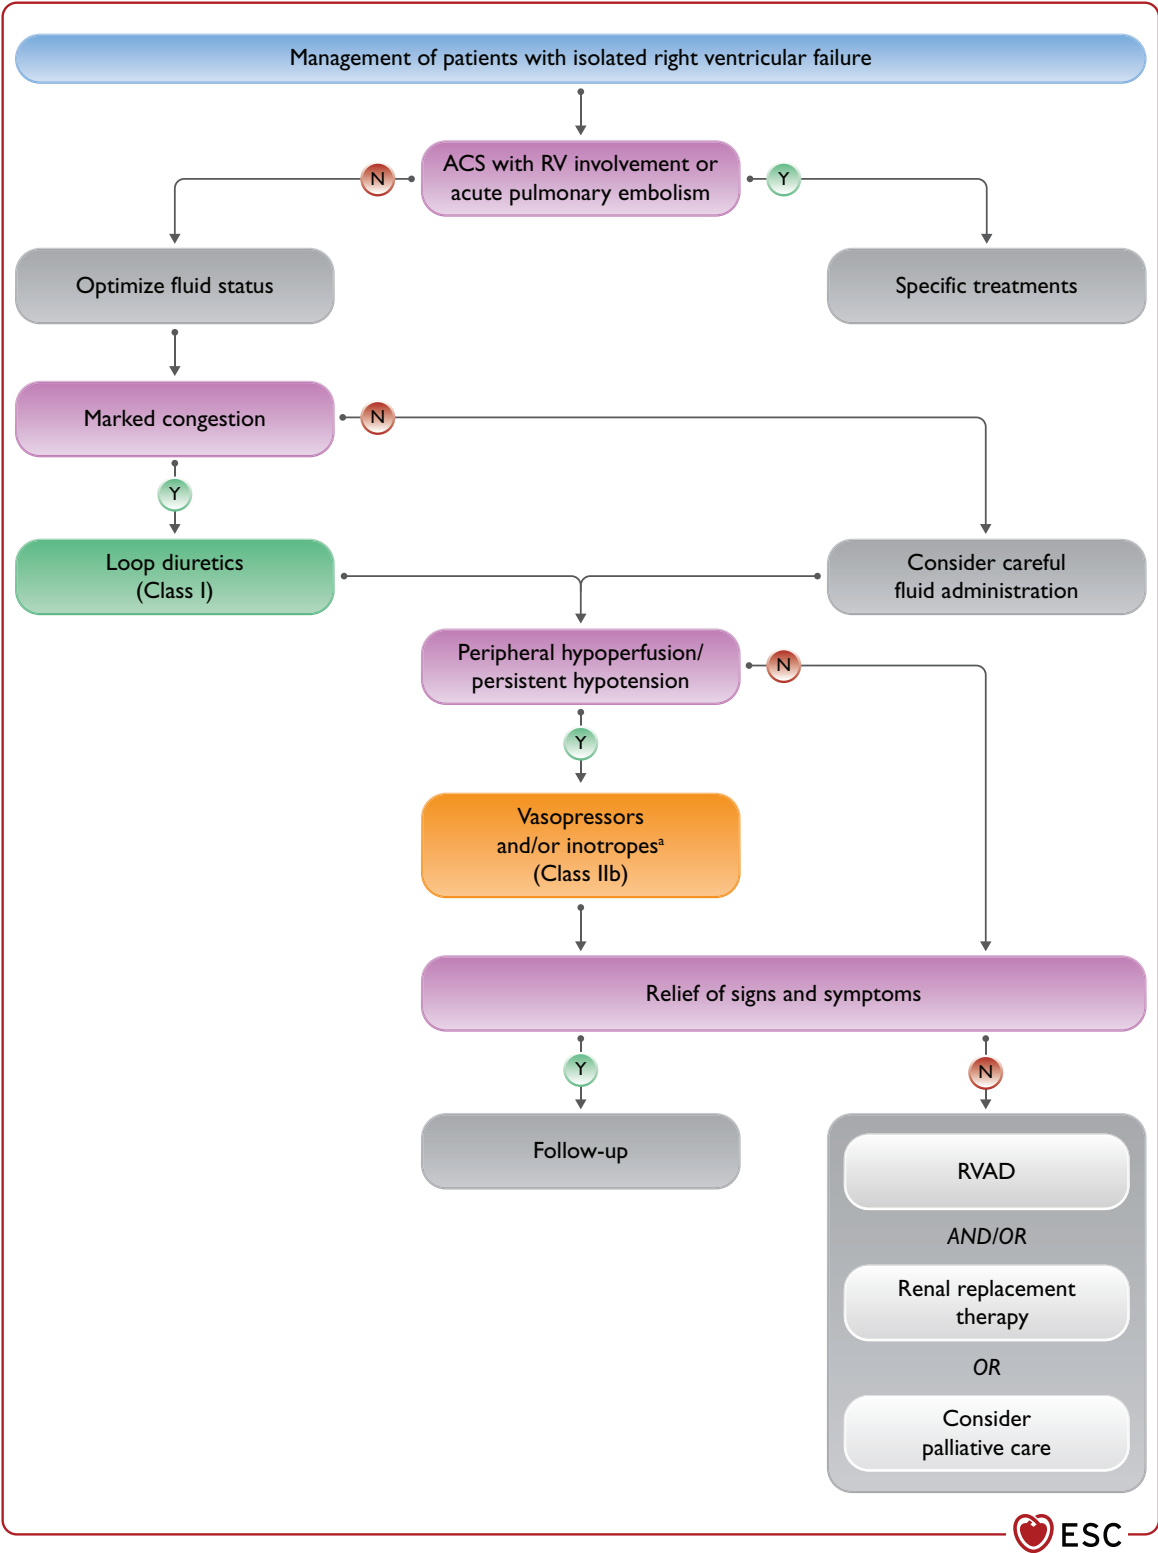 Management of patients with isolated right ventricular failure
ACS with RV involvement or
acute pulmonary embolism
N
Y
Optimize fluid status
Specific treatments
Marked congestion
N
Y
Loop diuretics
(Class I)
Consider careful
fluid administration
Peripheral hypoperfusion/
persistent hypotension
N
Y
Vasopressors
and/or inotropesᵃ
(Class IIb)
Relief of signs and symptoms
Y
N
Follow-up
RVAD
AND/OR
Renal replacement
therapy
OR
Consider
palliative care
ESC